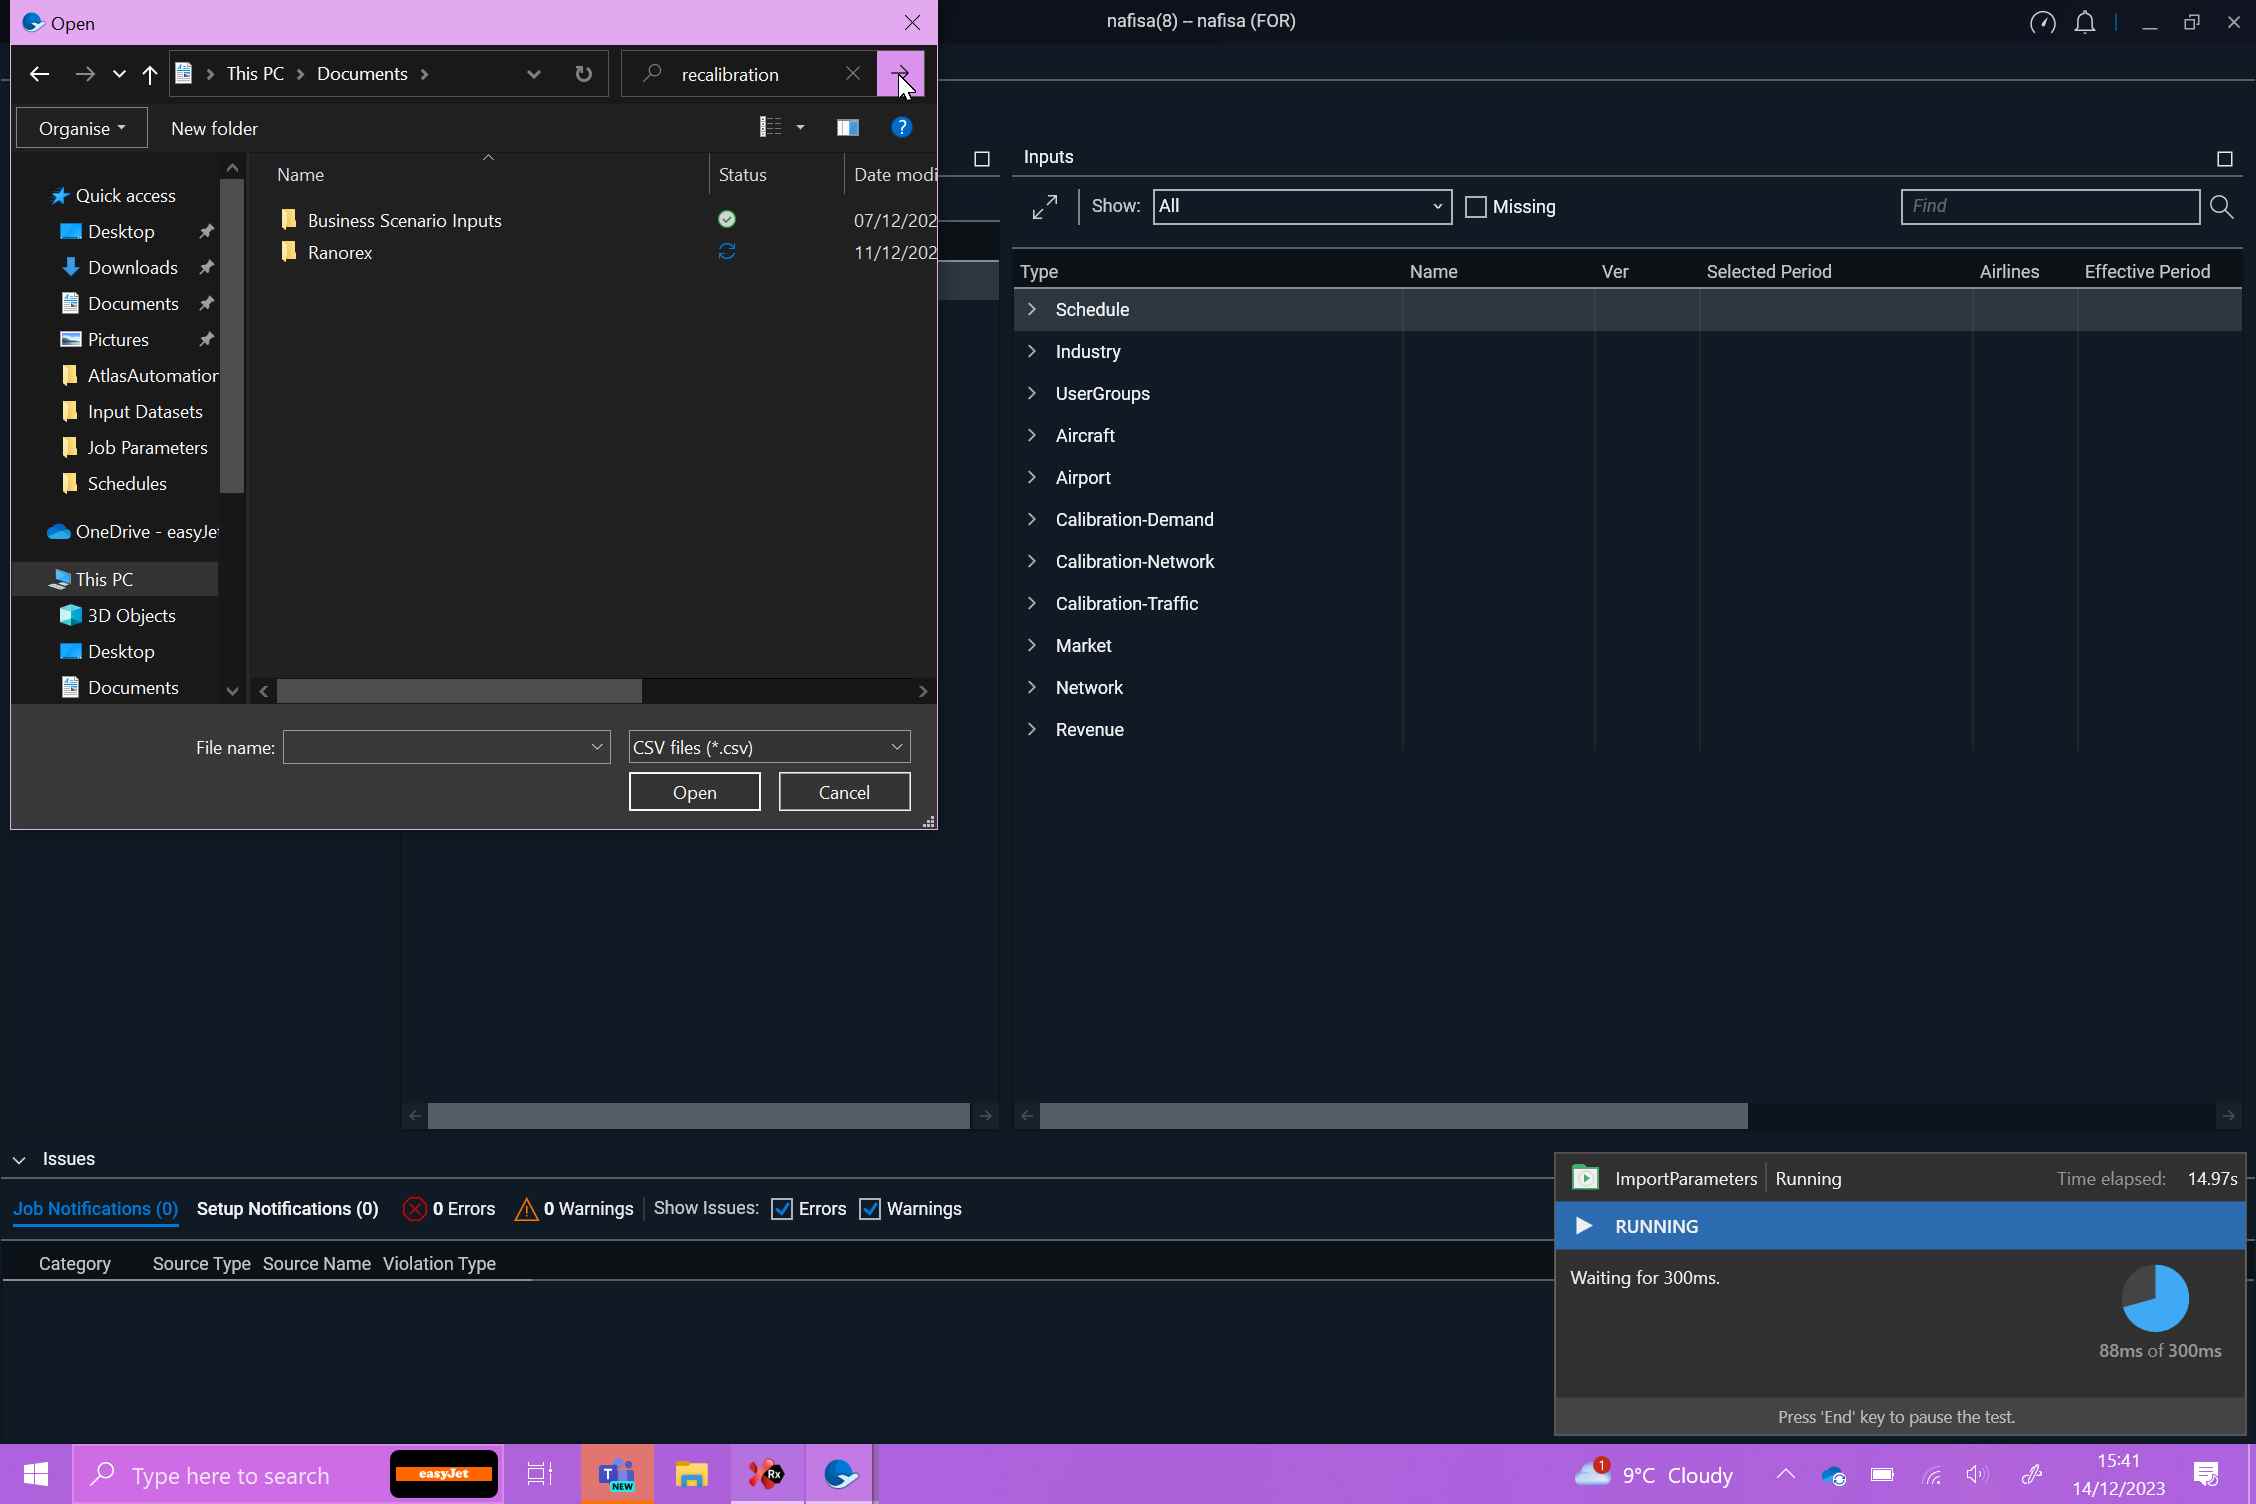 Open
nafisa(8) – nafisa (FOR)
This PC
Documents
recalibration
Organise
New folder
Name
Status
Date modi
Quick access
Desktop
Downloads
Documents
Pictures
AtlasAutomation
Input Datasets
Job Parameters
Schedules
OneDrive - easyJet
This PC
3D Objects
Desktop
Documents
Business Scenario Inputs
07/12/202
Ranorex
11/12/202
File name:
CSV files (*.csv)
Open
Cancel
Inputs
Show:
All
Missing
Find
Type
Name
Ver
Selected Period
Airlines
Effective Period
Schedule
Industry
UserGroups
Aircraft
Airport
Calibration-Demand
Calibration-Network
Calibration-Traffic
Market
Network
Revenue
Issues
Job Notifications (0)
Setup Notifications (0)
0 Errors
0 Warnings
Show Issues:
Errors
Warnings
Category
Source Type
Source Name
Violation Type
ImportParameters
Running
Time elapsed:
14.97s
RUNNING
Waiting for 300ms.
88ms of 300ms
Press 'End' key to pause the test.
Type here to search
easyJet
T
NEW
Rx
1
9°C Cloudy
15:41
14/12/2023